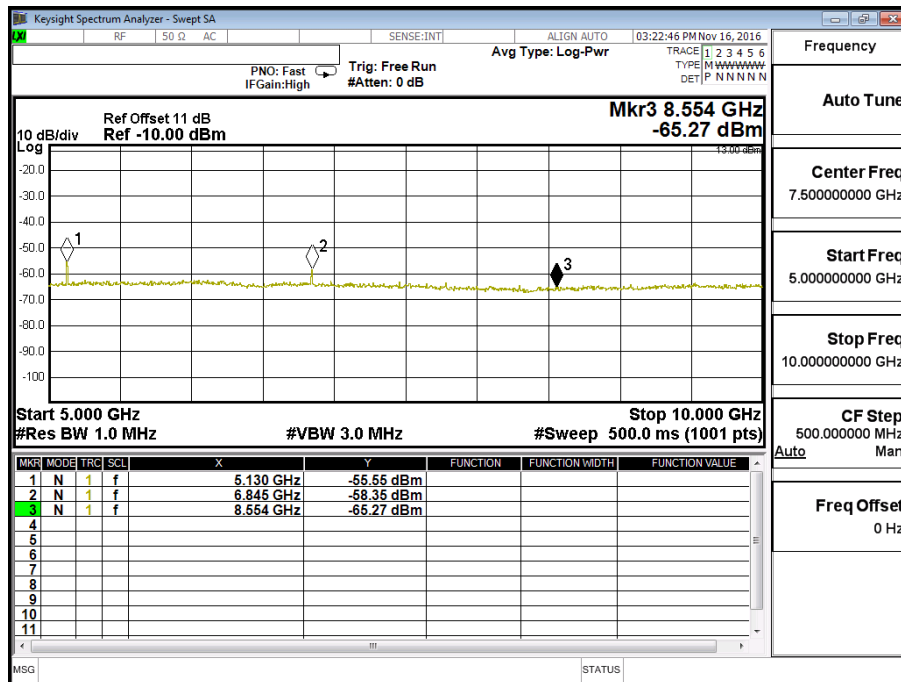 Keysight Spectrum Analyzer - Swept SA
LXI RF 50 Ω AC SENSE:INT ALIGN AUTO 03:22:46 PM Nov 16, 2016
PNO: Fast
IFGain:High
Trig: Free Run
#Atten: 0 dB
Avg Type: Log-Pwr
TRACE 1 2 3 4 5 6
TYPE M W W W W W
DET P N N N N N
Mkr3 8.554 GHz
-65.27 dBm
Ref Offset 11 dB
Ref -10.00 dBm
10 dB/div
Log
13.00 dBm
-20.0
-30.0
-40.0
-50.0
-60.0
-70.0
-80.0
-90.0
-100
1
2
3
Start 5.000 GHz Stop 10.000 GHz
#Res BW 1.0 MHz #VBW 3.0 MHz #Sweep 500.0 ms (1001 pts)
MKR MODE TRC SCL X Y FUNCTION FUNCTION WIDTH FUNCTION VALUE
1 N 1 f 5.130 GHz -55.55 dBm
2 N 1 f 6.845 GHz -58.35 dBm
3 N 1 f 8.554 GHz -65.27 dBm
4
5
6
7
8
9
10
11
MSG STATUS
Frequency
Auto Tune
Center Freq
7.500000000 GHz
Start Freq
5.000000000 GHz
Stop Freq
10.000000000 GHz
CF Step
500.000000 MHz
Auto Man
Freq Offset
0 Hz